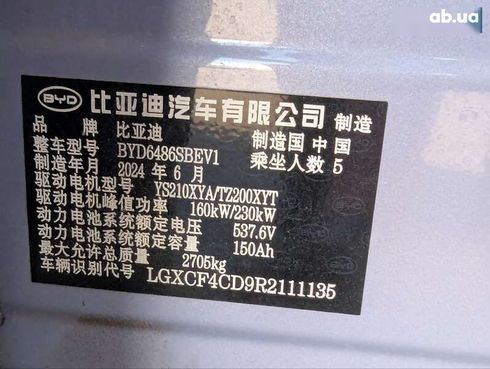 ab.ua
BYD 比亚迪汽车有限公司 制造
品牌 比亚迪 制造国 中国
整车型号 BYD6486SBEV1 乘坐人数 5
制造年月 2024 年 6 月
驱动电机型号 YS210XYA/TZ200XYT
驱动电机峰值功率 160kW/230kW
动力电池系统额定电压 537.6V
动力电池系统额定容量 150Ah
最大允许总质量 2705kg
车辆识别代号 LGXCF4CD9R2111135